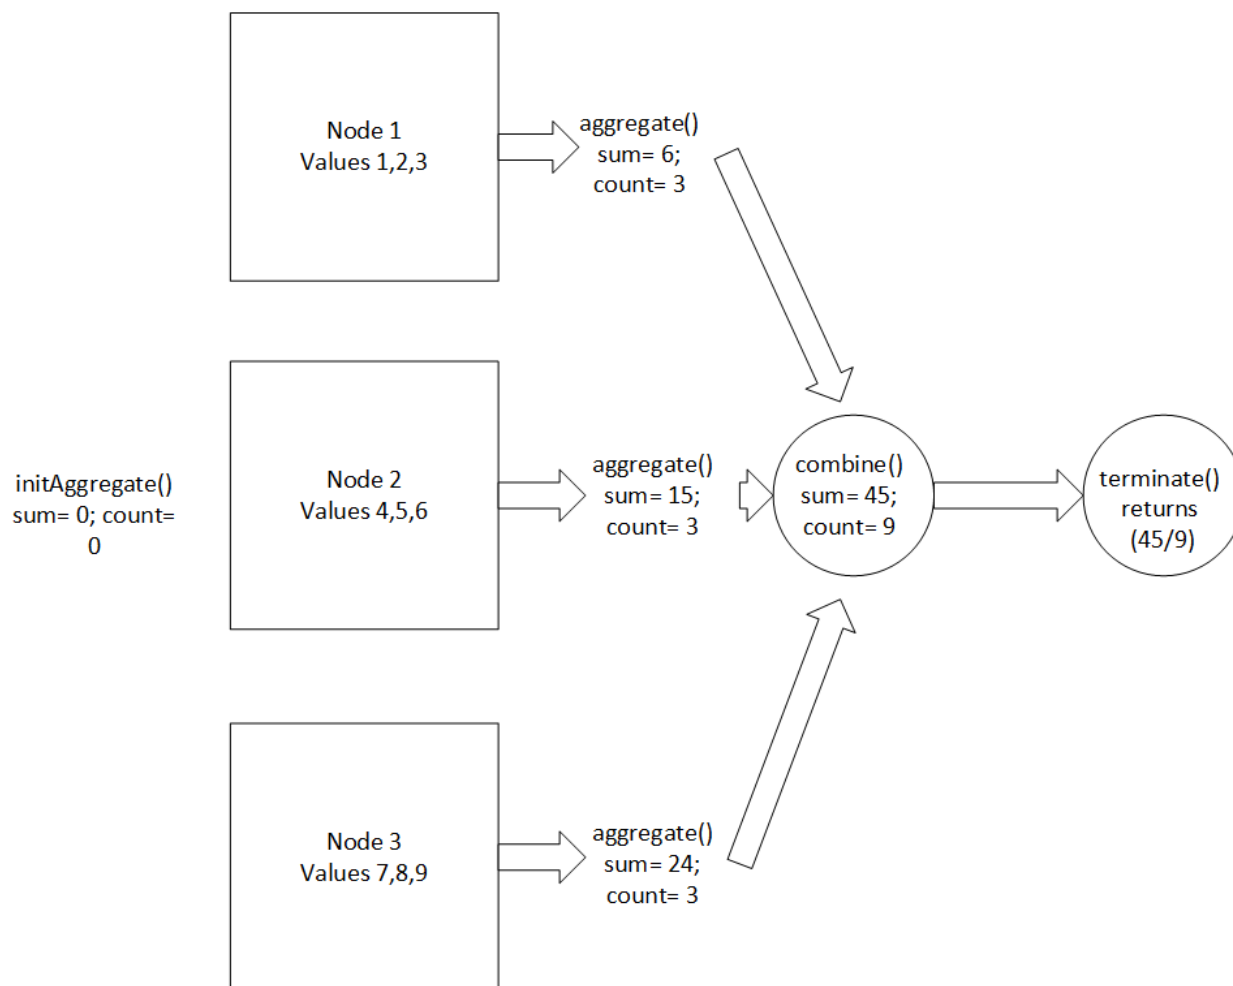 Node 1
Values 1,2,3
aggregate()
sum= 6;
count= 3
initAggregate()
sum= 0; count=
0
Node 2
Values 4,5,6
aggregate()
sum= 15;
count= 3
combine()
sum= 45;
count= 9
terminate()
returns
(45/9)
Node 3
Values 7,8,9
aggregate()
sum= 24;
count= 3